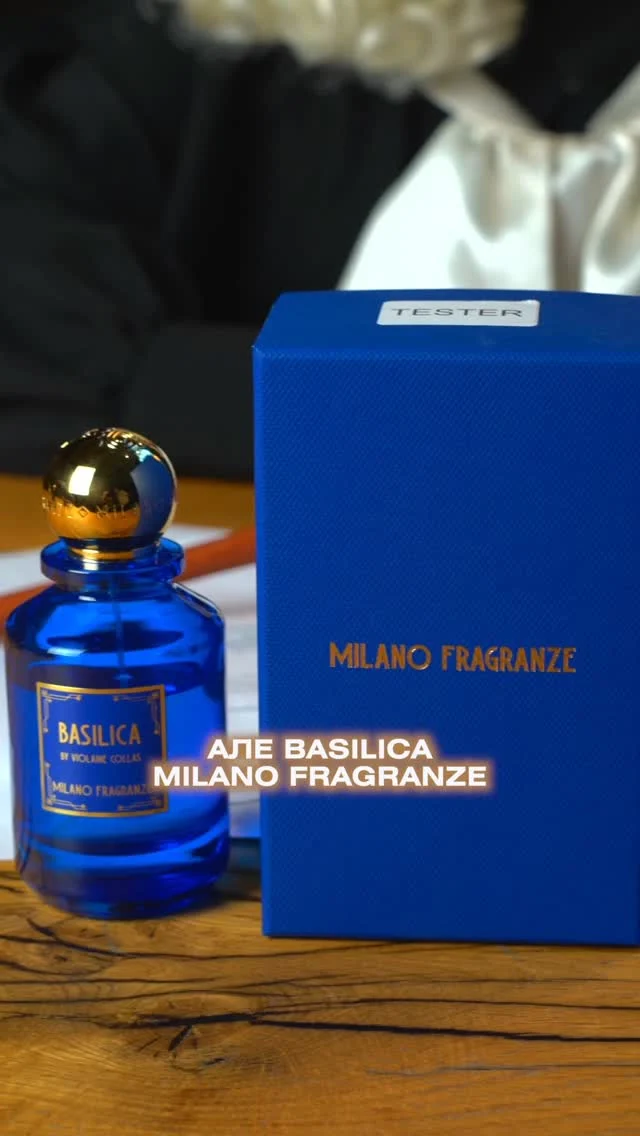 TESTER
MILANO FRAGRANZE
BASILICA
BY VIOLAINE COLLAS
MILANO FRAGRANZE
АЛЕ BASILICA
MILANO FRAGRANZE